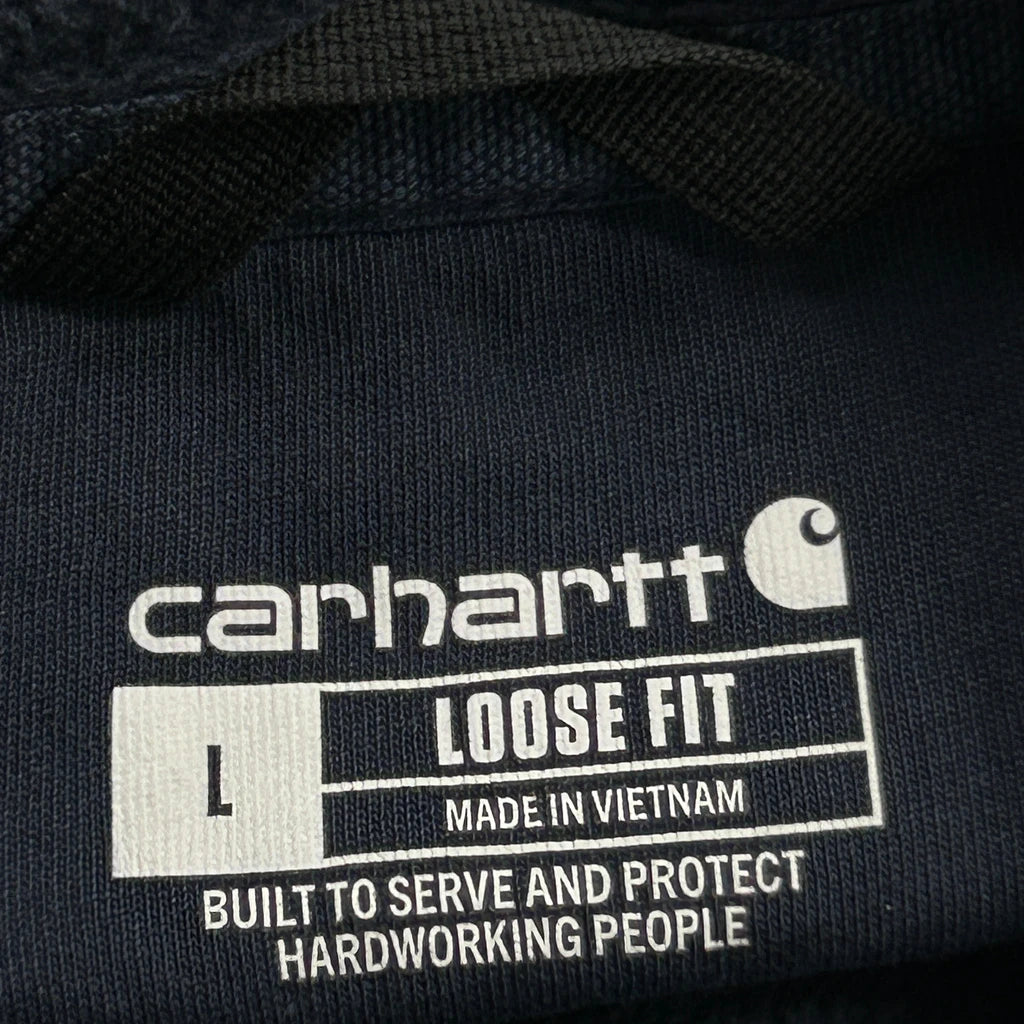 carhartt
L
LOOSE FIT
MADE IN VIETNAM
BUILT TO SERVE AND PROTECT
HARDWORKING PEOPLE